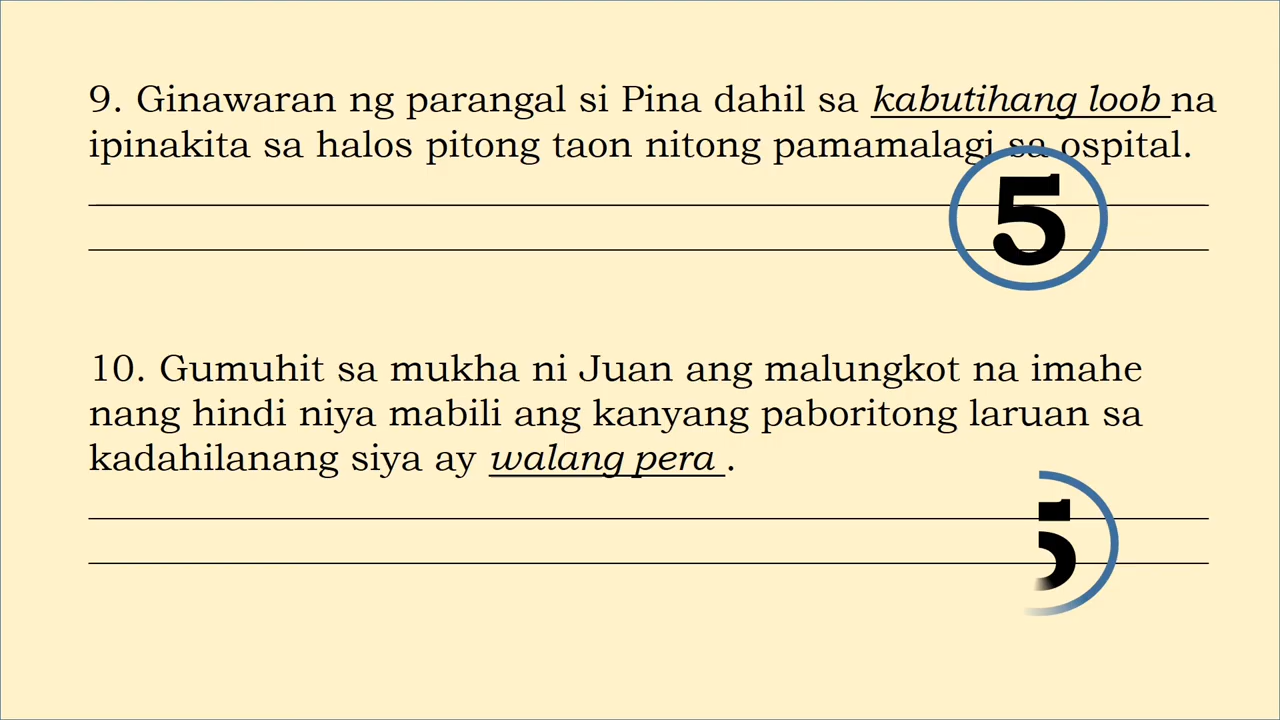 9. Ginawaran ng parangal si Pina dahil sa kabutihang loob na
ipinakita sa halos pitong taon nitong pamamalagi sa ospital.
5
10. Gumuhit sa mukha ni Juan ang malungkot na imahe
nang hindi niya mabili ang kanyang paboritong laruan sa
kadahilanang siya ay walang pera .
5